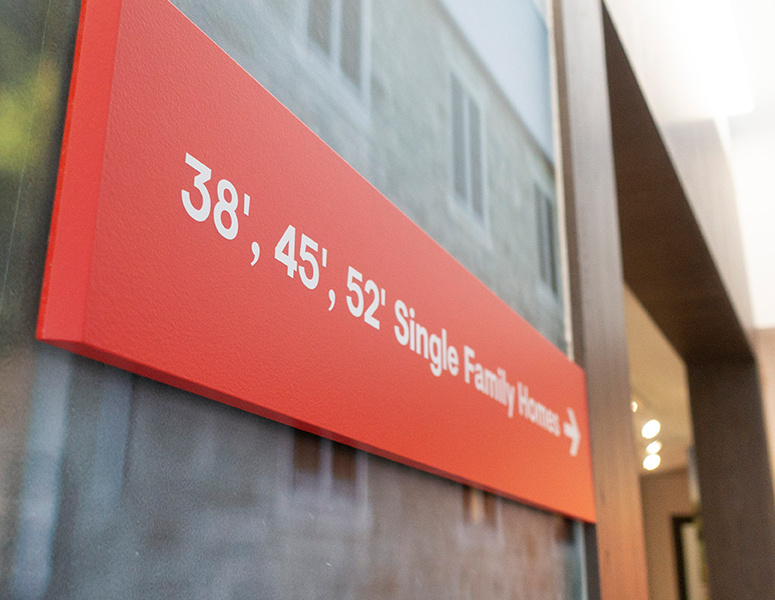 38', 45', 52' Single Family Homes →